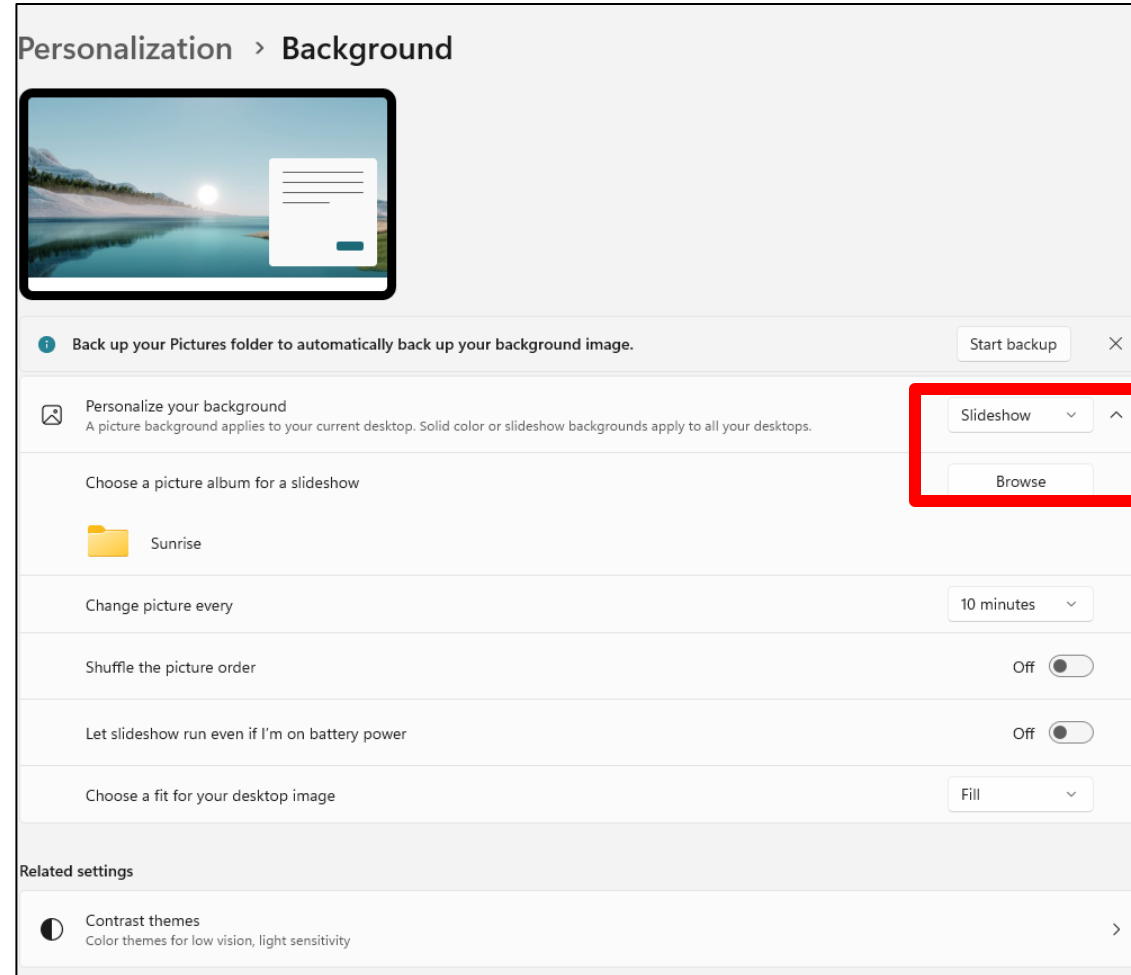 Personalization > Background
Back up your Pictures folder to automatically back up your background image.
Start backup
Personalize your background
Slideshow
A picture background applies to your current desktop. Solid color or slideshow backgrounds apply to all your desktops.
Choose a picture album for a slideshow
Browse
Sunrise
Change picture every
10 minutes
Shuffle the picture order
Off
Let slideshow run even if I'm on battery power
Off
Choose a fit for your desktop image
Fill
Related settings
Contrast themes
Color themes for low vision, light sensitivity